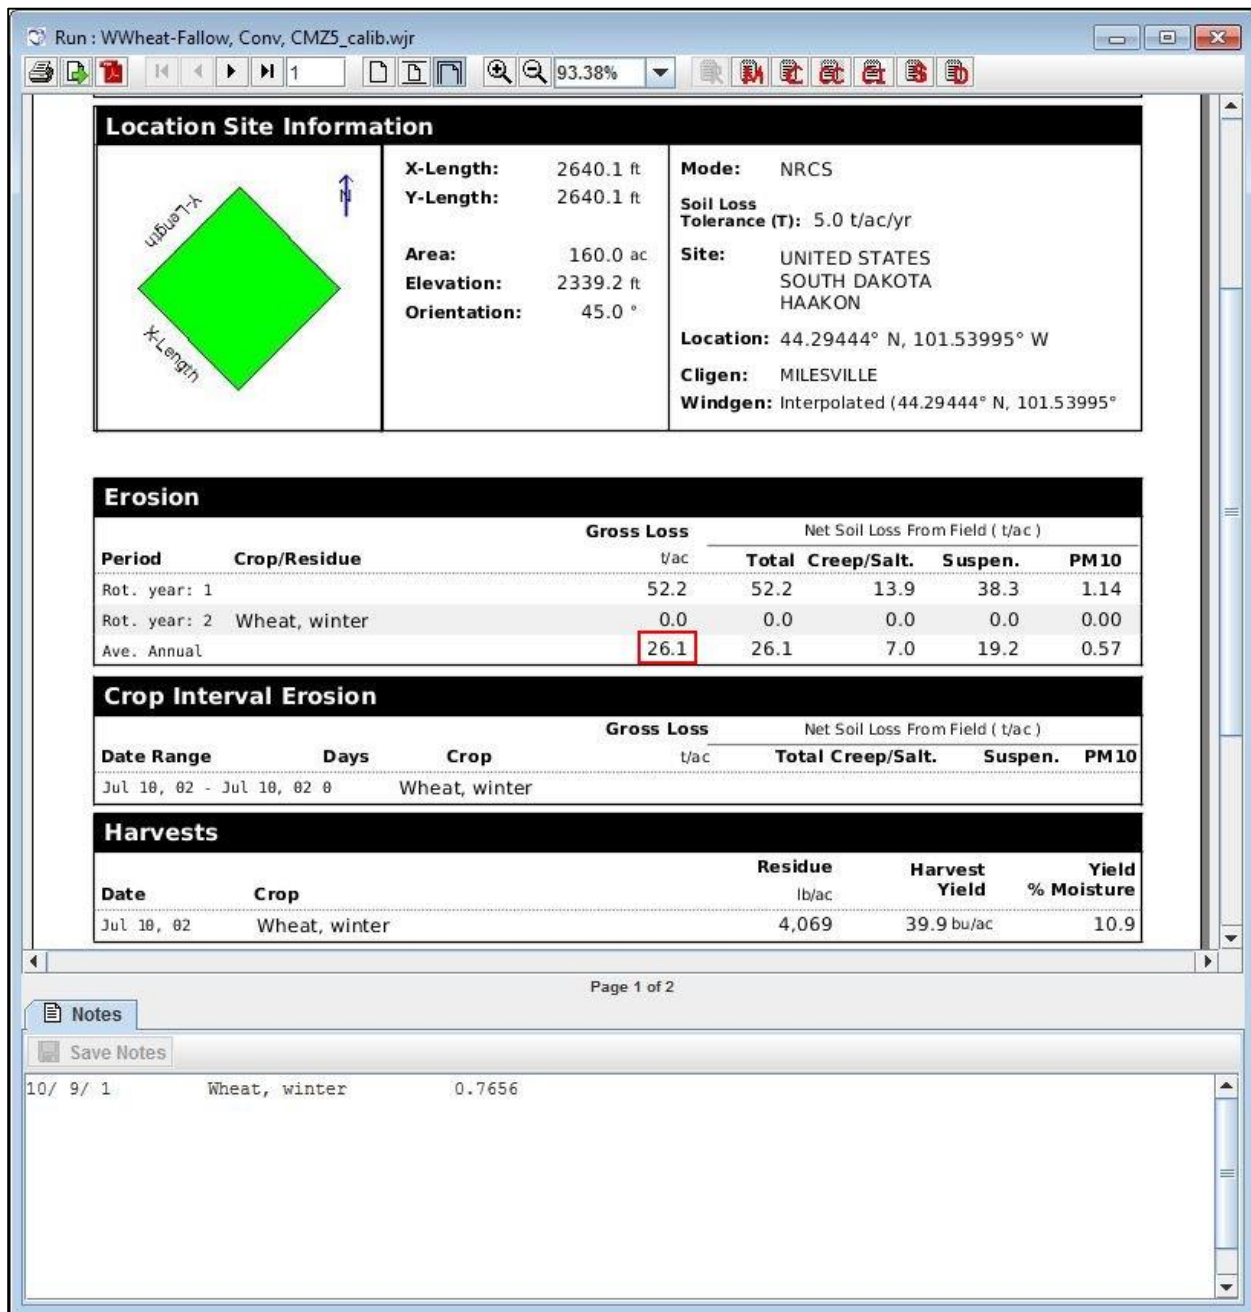 Run : WWheat-Fallow, Conv, CMZ5_calib.wjr
1 93.38% R M C CC CI S D
Location Site Information
Y-Length
X-Length
N
X-Length: 2640.1 ft
Y-Length: 2640.1 ft
Area: 160.0 ac
Elevation: 2339.2 ft
Orientation: 45.0 °
Mode: NRCS
Soil Loss
Tolerance (T): 5.0 t/ac/yr
Site: UNITED STATES
SOUTH DAKOTA
HAAKON
Location: 44.29444° N, 101.53995° W
Cligen: MILESVILLE
Windgen: Interpolated (44.29444° N, 101.53995°
Erosion
Gross Loss Net Soil Loss From Field ( t/ac )
Period Crop/Residue t/ac Total Creep/Salt. Suspen. PM10
Rot. year: 1 52.2 52.2 13.9 38.3 1.14
Rot. year: 2 Wheat, winter 0.0 0.0 0.0 0.0 0.00
Ave. Annual 26.1 26.1 7.0 19.2 0.57
Crop Interval Erosion
Gross Loss Net Soil Loss From Field ( t/ac )
Date Range Days Crop t/ac Total Creep/Salt. Suspen. PM10
Jul 10, 02 - Jul 10, 02 0 Wheat, winter
Harvests
Residue Harvest Yield
Date Crop lb/ac Yield % Moisture
Jul 10, 02 Wheat, winter 4,069 39.9 bu/ac 10.9
Page 1 of 2
Notes
Save Notes
10/ 9/ 1 Wheat, winter 0.7656